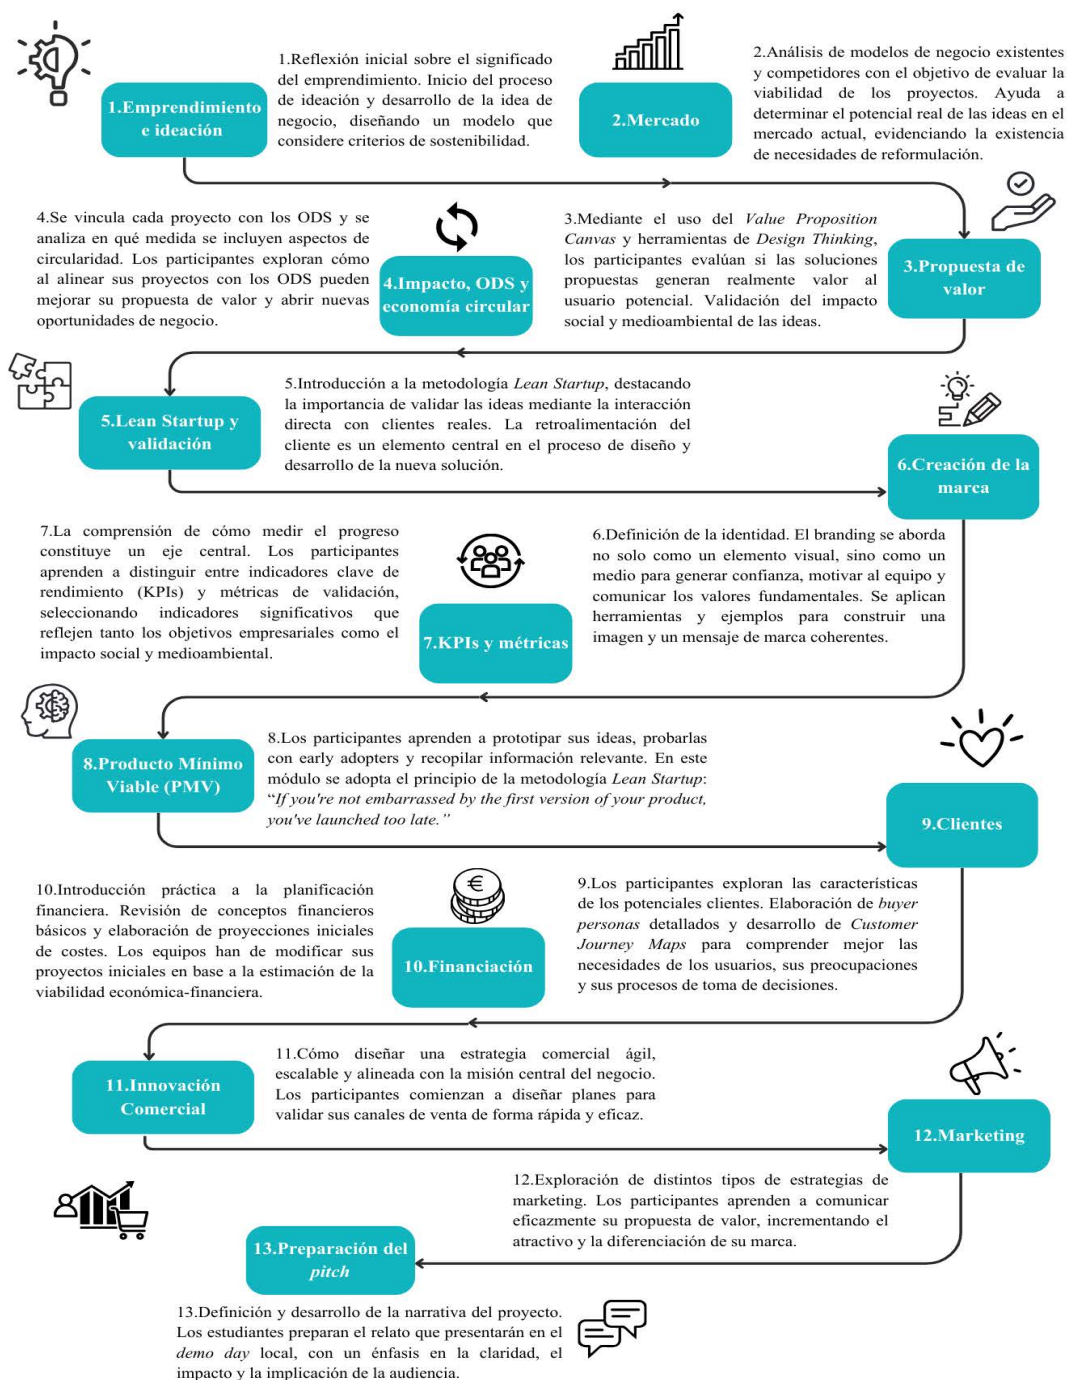 1.Emprendimiento
e ideación
1.Reflexión inicial sobre el significado
del emprendimiento. Inicio del proceso
de ideación y desarrollo de la idea de
negocio, diseñando un modelo que
considere criterios de sostenibilidad.
2.Mercado
2.Análisis de modelos de negocio existentes
y competidores con el objetivo de evaluar la
viabilidad de los proyectos. Ayuda a
determinar el potencial real de las ideas en el
mercado actual, evidenciando la existencia
de necesidades de reformulación.
3.Propuesta de
valor
3.Mediante el uso del Value Proposition
Canvas y herramientas de Design Thinking,
los participantes evalúan si las soluciones
propuestas generan realmente valor al
usuario potencial. Validación del impacto
social y medioambiental de las ideas.
4.Impacto, ODS y
economía circular
4.Se vincula cada proyecto con los ODS y se
analiza en qué medida se incluyen aspectos de
circularidad. Los participantes exploran cómo
al alinear sus proyectos con los ODS pueden
mejorar su propuesta de valor y abrir nuevas
oportunidades de negocio.
5.Lean Startup y
validación
5.Introducción a la metodología Lean Startup, destacando
la importancia de validar las ideas mediante la interacción
directa con clientes reales. La retroalimentación del
cliente es un elemento central en el proceso de diseño y
desarrollo de la nueva solución.
6.Creación de la
marca
6.Definición de la identidad. El branding se aborda
no solo como un elemento visual, sino como un
medio para generar confianza, motivar al equipo y
comunicar los valores fundamentales. Se aplican
herramientas y ejemplos para construir una
imagen y un mensaje de marca coherentes.
7.KPIs y métricas
7.La comprensión de cómo medir el progreso
constituye un eje central. Los participantes
aprenden a distinguir entre indicadores clave de
rendimiento (KPIs) y métricas de validación,
seleccionando indicadores significativos que
reflejen tanto los objetivos empresariales como el
impacto social y medioambiental.
8.Producto Mínimo
Viable (PMV)
8.Los participantes aprenden a prototipar sus ideas, probarlas
con early adopters y recopilar información relevante. En este
módulo se adopta el principio de la metodología Lean Startup:
“If you're not embarrassed by the first version of your product,
you've launched too late.”
9.Clientes
9.Los participantes exploran las características
de los potenciales clientes. Elaboración de buyer
personas detallados y desarrollo de Customer
Journey Maps para comprender mejor las
necesidades de los usuarios, sus preocupaciones
y sus procesos de toma de decisiones.
€
10.Financiación
10.Introducción práctica a la planificación
financiera. Revisión de conceptos financieros
básicos y elaboración de proyecciones iniciales
de costes. Los equipos han de modificar sus
proyectos iniciales en base a la estimación de la
viabilidad económica-financiera.
11.Innovación
Comercial
11.Cómo diseñar una estrategia comercial ágil,
escalable y alineada con la misión central del negocio.
Los participantes comienzan a diseñar planes para
validar sus canales de venta de forma rápida y eficaz.
12.Marketing
12.Exploración de distintos tipos de estrategias de
marketing. Los participantes aprenden a comunicar
eficazmente su propuesta de valor, incrementando el
atractivo y la diferenciación de su marca.
13.Preparación del
pitch
13.Definición y desarrollo de la narrativa del proyecto.
Los estudiantes preparan el relato que presentarán en el
demo day local, con un énfasis en la claridad, el
impacto y la implicación de la audiencia.